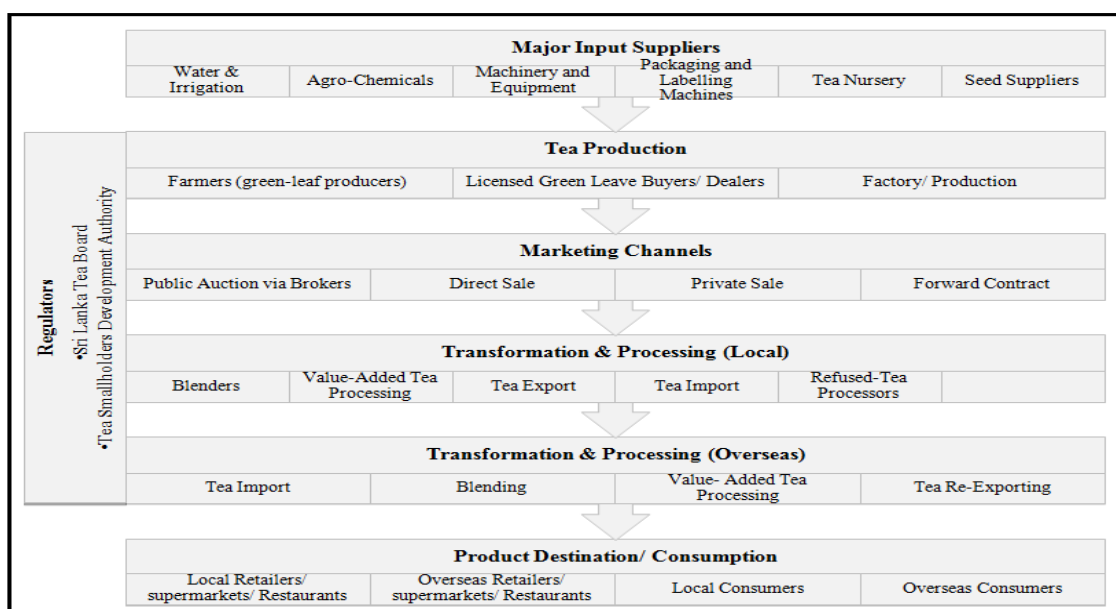 Major Input Suppliers
Water &
Irrigation
Agro-Chemicals
Machinery and
Equipment
Packaging and
Labelling
Machines
Tea Nursery
Seed Suppliers
Regulators
•Sri Lanka Tea Board
•Tea Smallholders Development Authority
Tea Production
Farmers (green-leaf producers)
Licensed Green Leave Buyers/ Dealers
Factory/ Production
Marketing Channels
Public Auction via Brokers
Direct Sale
Private Sale
Forward Contract
Transformation & Processing (Local)
Blenders
Value-Added Tea
Processing
Tea Export
Tea Import
Refused-Tea
Processors
Transformation & Processing (Overseas)
Tea Import
Blending
Value- Added Tea
Processing
Tea Re-Exporting
Product Destination/ Consumption
Local Retailers/
supermarkets/ Restaurants
Overseas Retailers/
supermarkets/ Restaurants
Local Consumers
Overseas Consumers